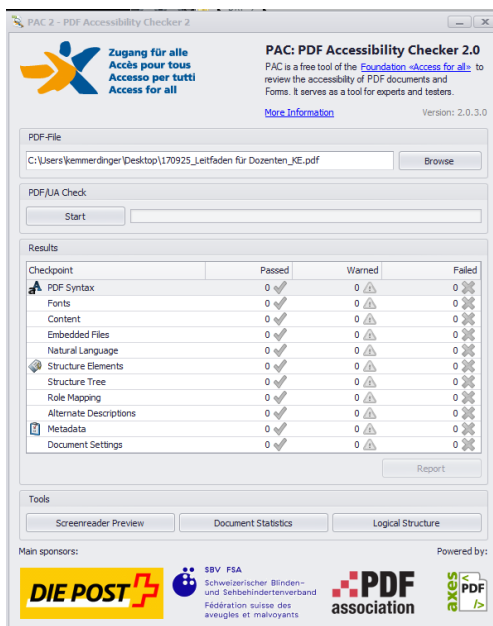 PAC 2 - PDF Accessibility Checker 2
Zugang für alle
Accès pour tous
Accesso per tutti
Access for all
PAC: PDF Accessibility Checker 2.0
PAC is a free tool of the Foundation «Access for all» to
review the accessibility of PDF documents and
Forms. It serves as a tool for experts and testers.
More Information Version: 2.0.3.0
PDF-File
C:\Users\kemmerdinger\Desktop\170925_Leitfaden für Dozenten_KE.pdf Browse
PDF/UA Check
Start
Results
Checkpoint Passed Warned Failed
PDF Syntax 0 0 0
Fonts 0 0 0
Content 0 0 0
Embedded Files 0 0 0
Natural Language 0 0 0
Structure Elements 0 0 0
Structure Tree 0 0 0
Role Mapping 0 0 0
Alternate Descriptions 0 0 0
Metadata 0 0 0
Document Settings 0 0 0
Report
Tools
Screenreader Preview Document Statistics Logical Structure
Main sponsors: Powered by:
DIE POST
SBV FSA
Schweizerischer Blinden-
und Sehbehindertenverband
Fédération suisse des
aveugles et malvoyants
PDF
association
axes
PDF